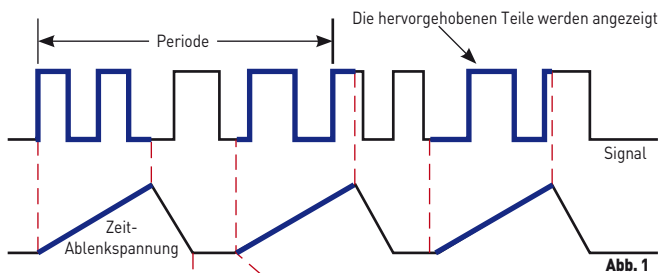 Die hervorgehobenen Teile werden angezeigt
Periode
Signal
Zeit-
Ablenkspannung
Abb. 1